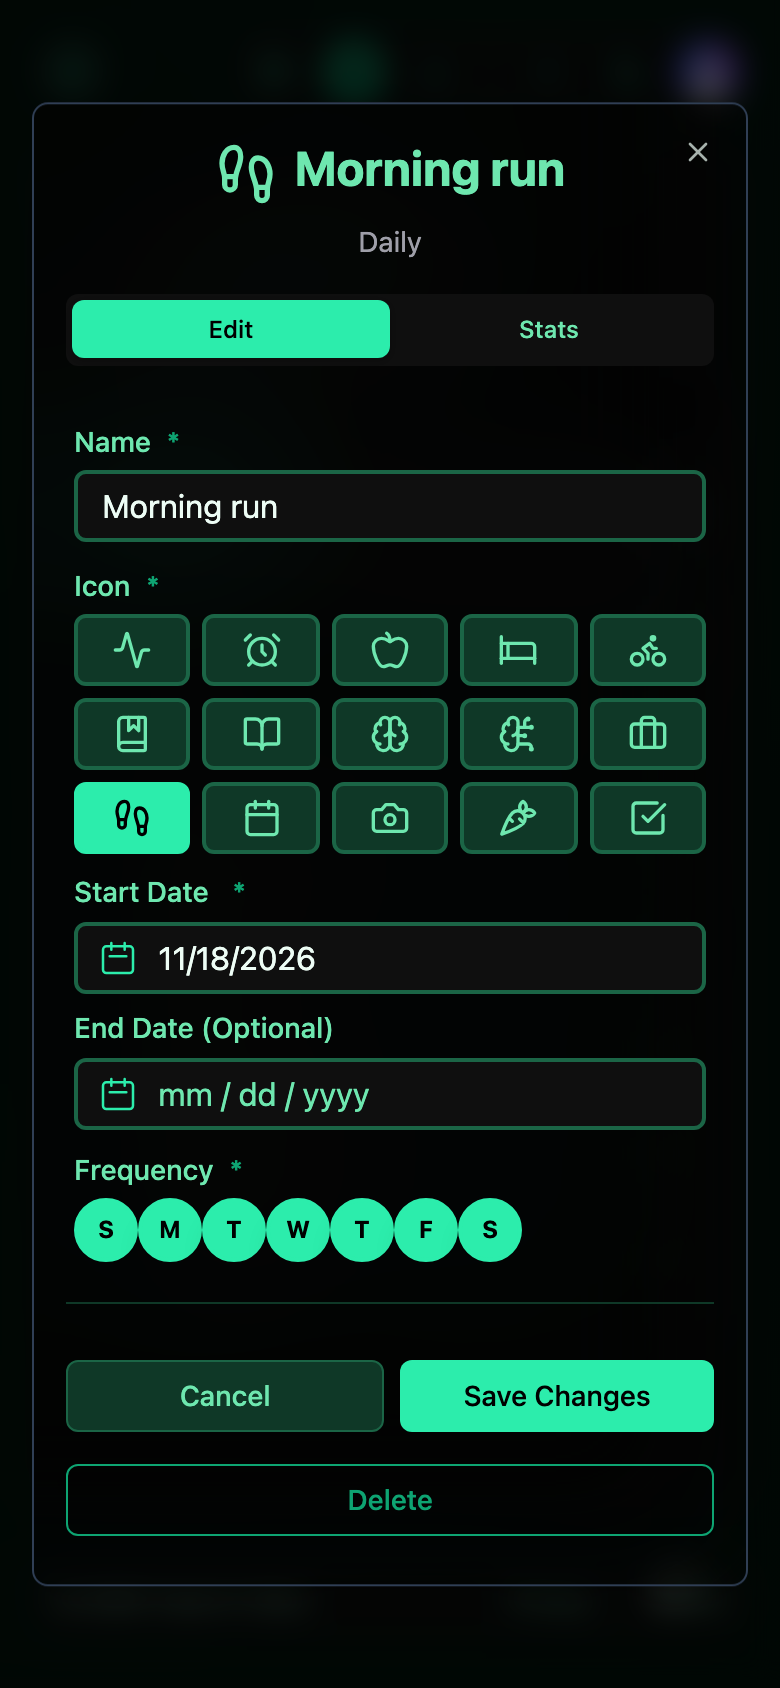 Morning run
Daily
Edit Stats
Name *
Morning run
Icon *
Start Date *
11/18/2026
End Date (Optional)
mm / dd / yyyy
Frequency *
S M T W T F S
Cancel Save Changes
Delete